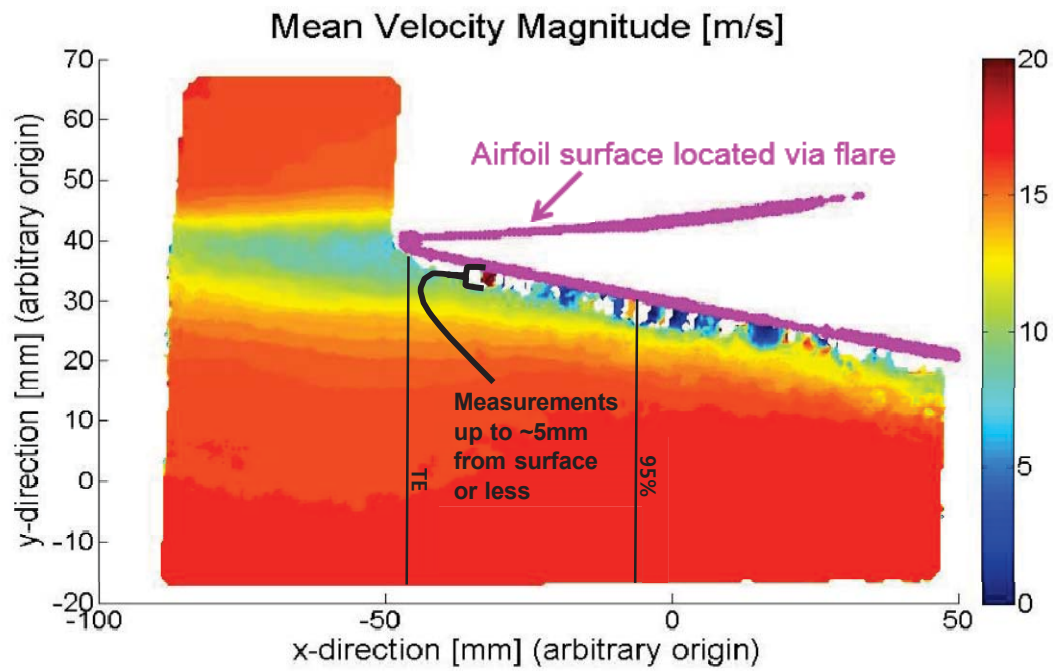 Mean Velocity Magnitude [m/s]
70
60
50
40
30
20
10
0
-10
-20
y-direction [mm] (arbitrary origin)
Airfoil surface located via flare
Measurements
up to ~5mm
from surface
or less
TE
95%
-100
-50
0
50
x-direction [mm] (arbitrary origin)
20
15
10
5
0